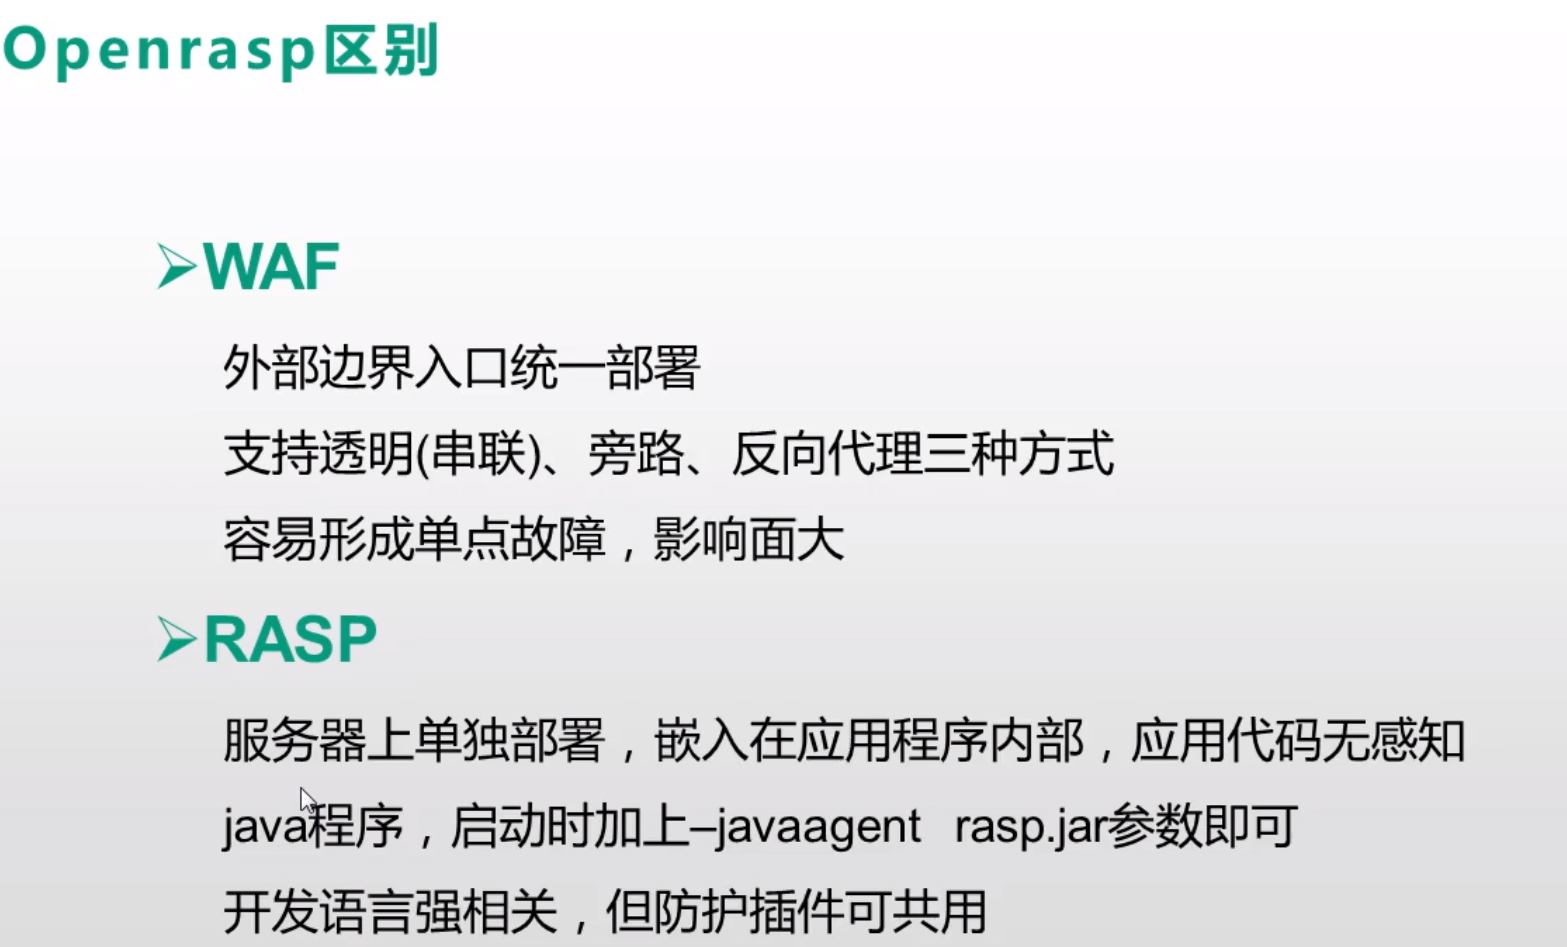 Openrasp区别
➢WAF
外部边界入口统一部署
支持透明(串联)、旁路、反向代理三种方式
容易形成单点故障，影响面大
➢RASP
服务器上单独部署，嵌入在应用程序内部，应用代码无感知
java程序，启动时加上–javaagent rasp.jar参数即可
开发语言强相关，但防护插件可共用